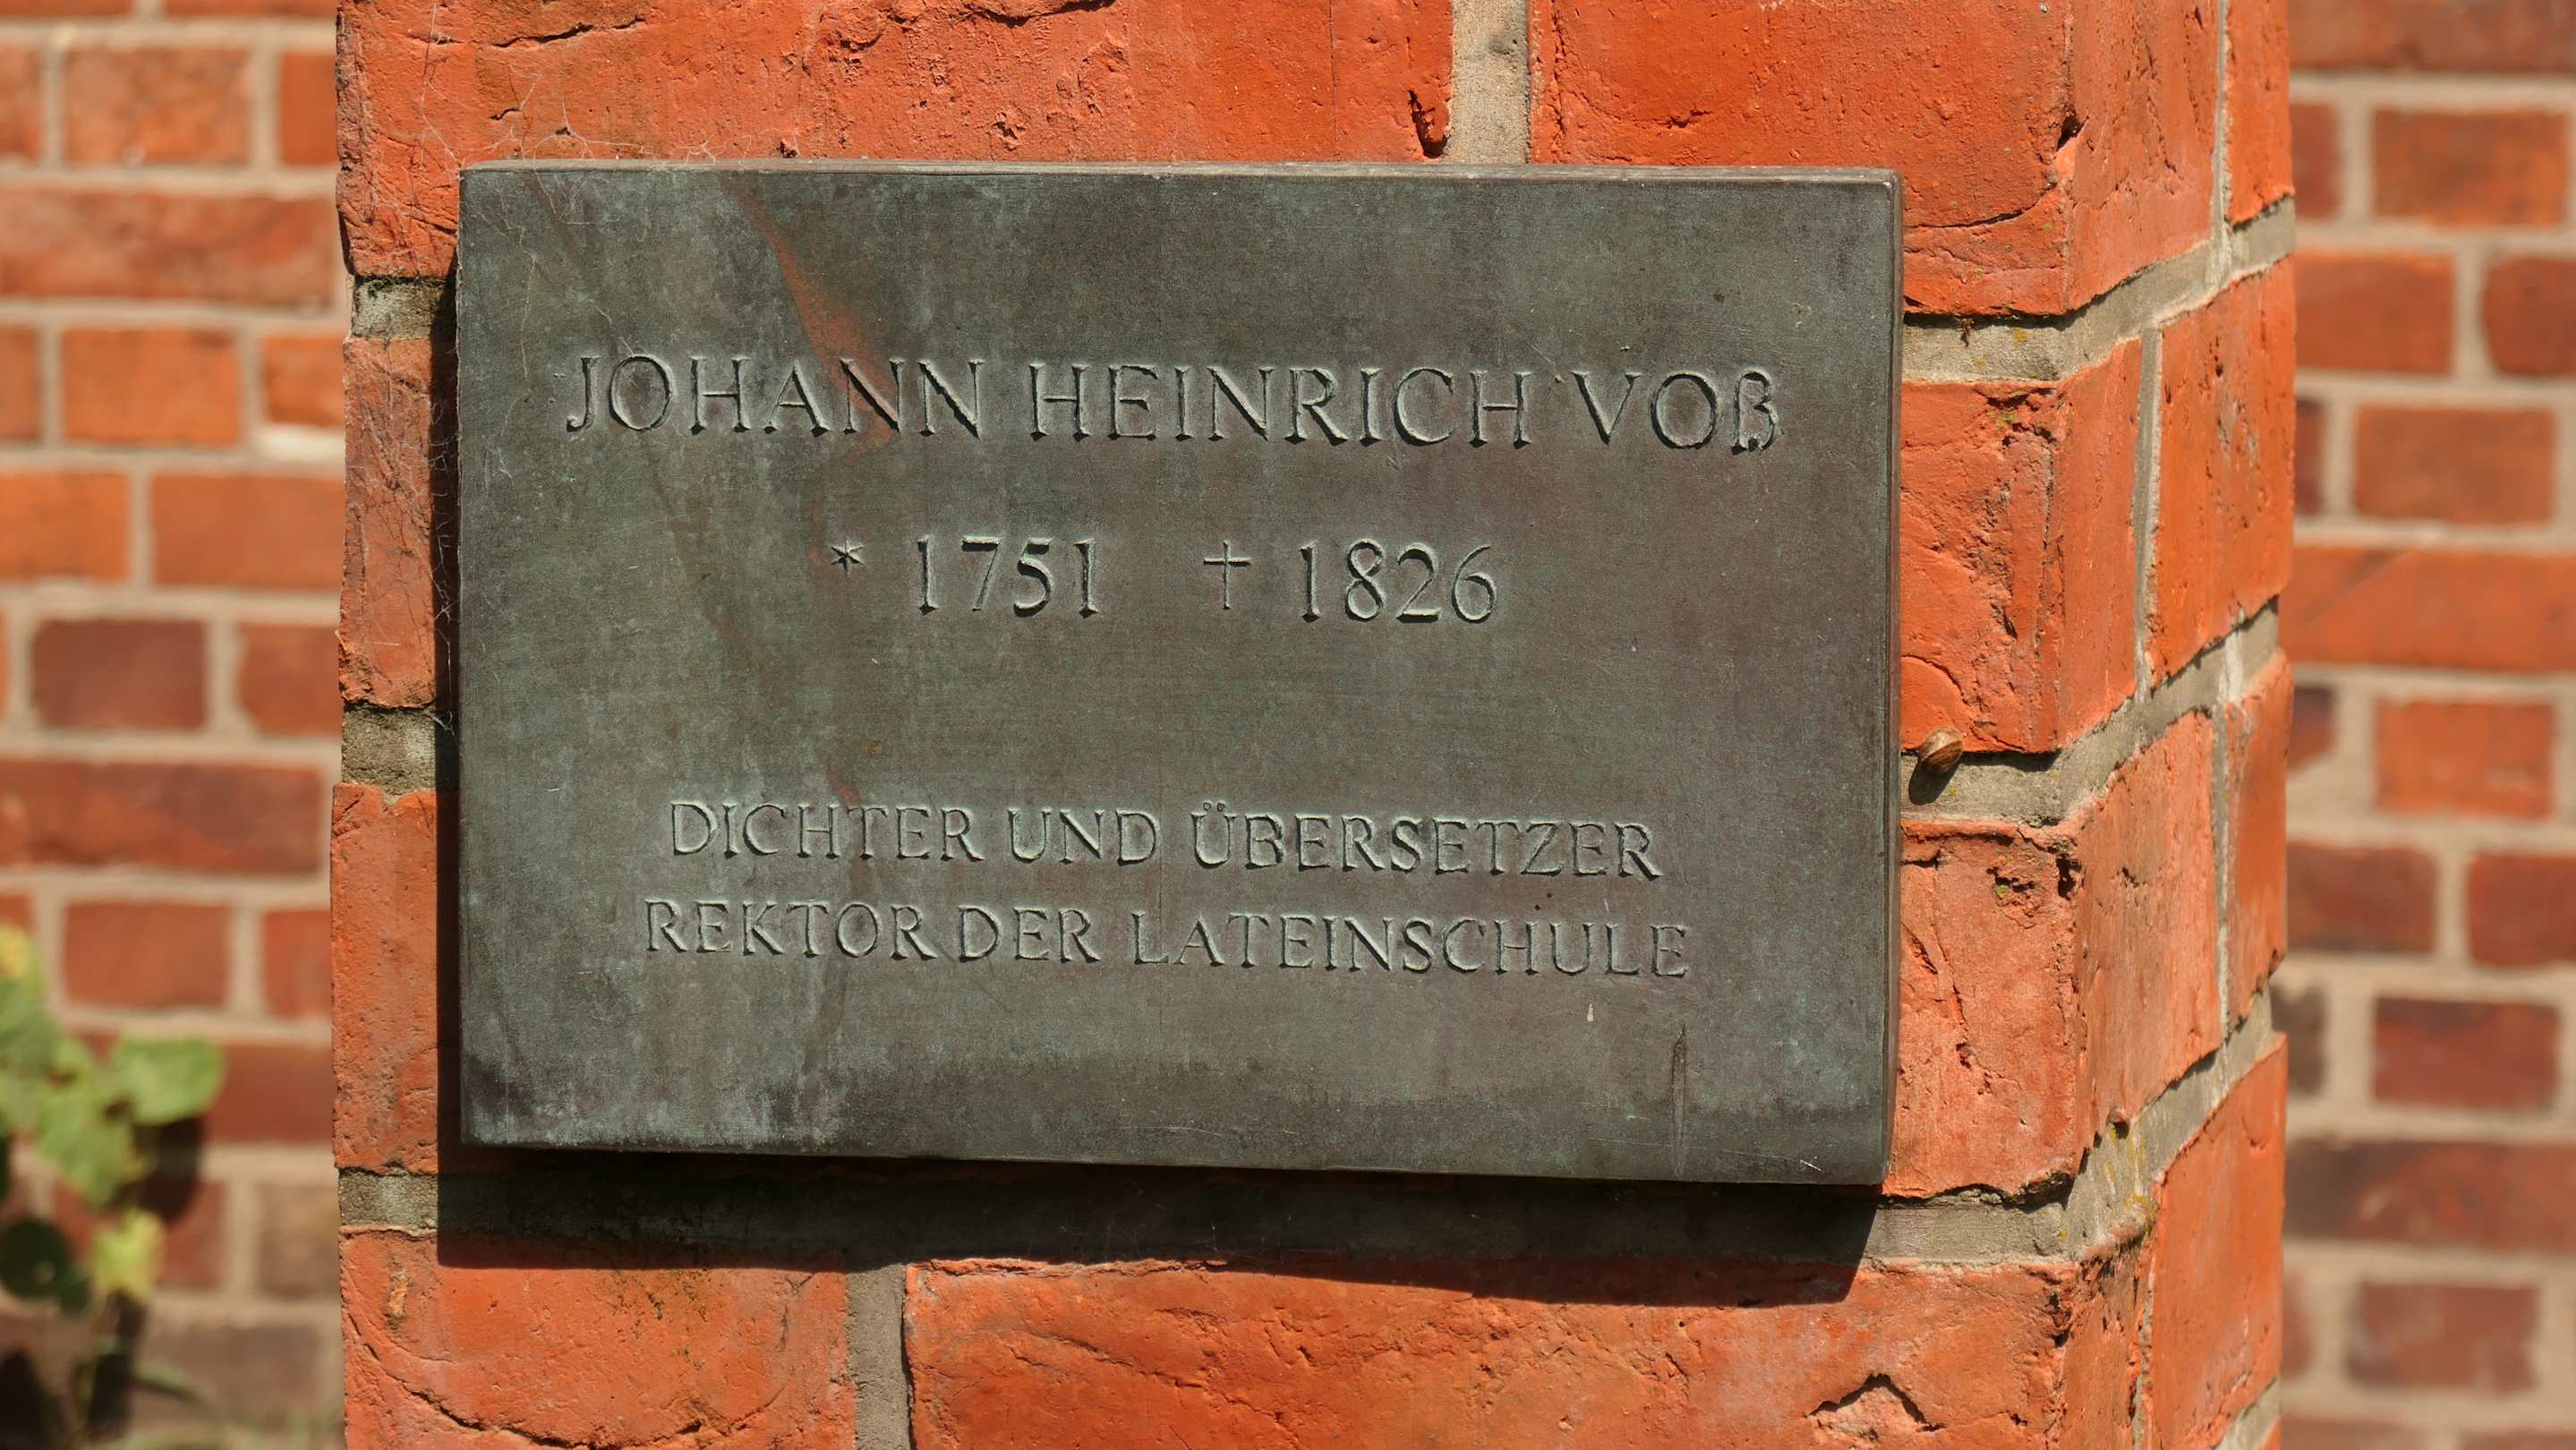 JOHANN HEINRICH VOß
* 1751 † 1826
DICHTER UND ÜBERSETZER
REKTOR DER LATEINSCHULE